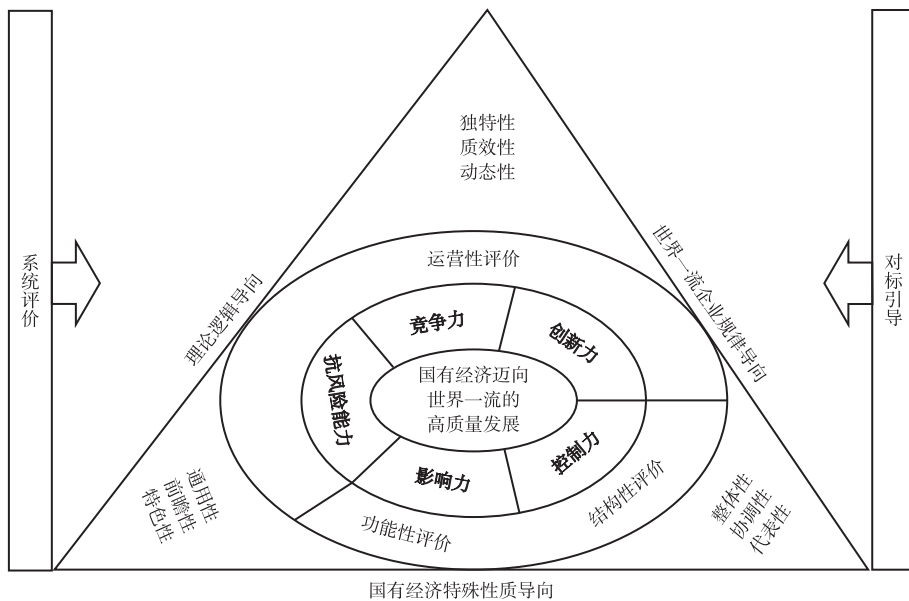 独特性
质效性
动态性
系统评价
对标引导
理论逻辑导向
世界一流企业规律导向
运营性评价
竞争力
创新力
抗风险能力
国有经济迈向
世界一流的
高质量发展
影响力
控制力
功能性评价
结构性评价
通用性
前瞻性
特色性
整体性
协调性
代表性
国有经济特殊性质导向